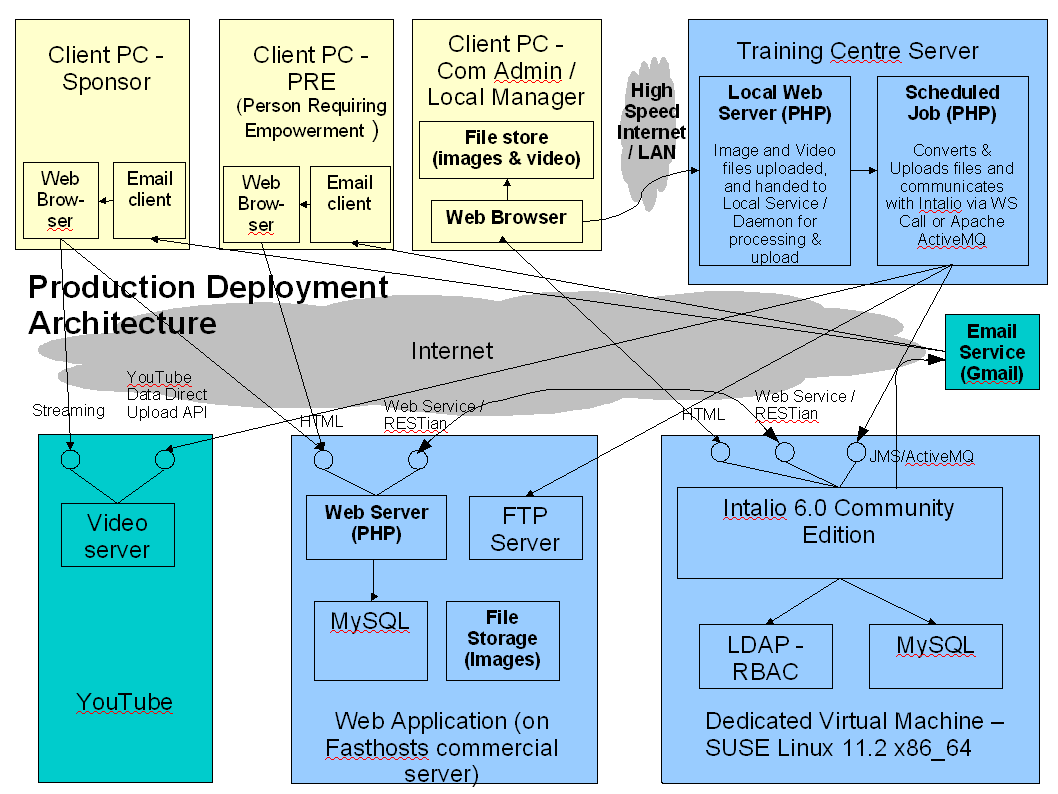 Client PC -
Sponsor
Web
Brow-
ser
Email
client
Client PC -
PRE
(Person Requiring
Empowerment )
Web
Brow-
ser
Email
client
Client PC -
Com Admin /
Local Manager
File store
(images & video)
Web Browser
High
Speed
Internet
/ LAN
Training Centre Server
Local Web
Server (PHP)
Image and Video
files uploaded,
and handed to
Local Service /
Daemon for
processing &
upload
Scheduled
Job (PHP)
Converts &
Uploads files and
communicates
with Intalio via WS
Call or Apache
ActiveMQ
Production Deployment
Architecture
Internet
Email
Service
(Gmail)
Streaming
YouTube
Data Direct
Upload API
HTML
Web Service /
RESTian
HTML
Web Service /
RESTian
JMS/ActiveMQ
Video
server
YouTube
Web Server
(PHP)
FTP
Server
MySQL
File
Storage
(Images)
Web Application (on
Fasthosts commercial
server)
Intalio 6.0 Community
Edition
LDAP -
RBAC
MySQL
Dedicated Virtual Machine –
SUSE Linux 11.2 x86_64